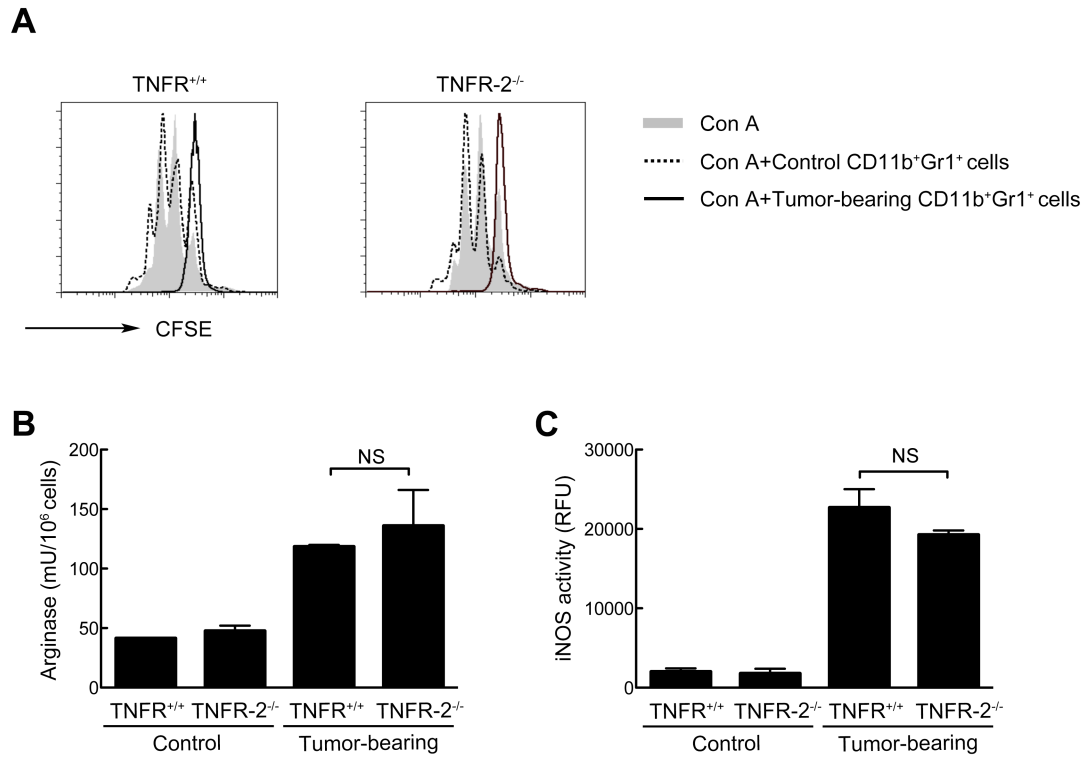 A
TNFR+/+
TNFR-2-/-
Con A
Con A+Control CD11b+Gr1+ cells
Con A+Tumor-bearing CD11b+Gr1+ cells
CFSE
B
Arginase (mU/10⁶ cells)
200
150
100
50
0
NS
TNFR+/+ TNFR-2-/- TNFR+/+ TNFR-2-/-
Control Tumor-bearing
C
iNOS activity (RFU)
30000
20000
10000
0
NS
TNFR+/+ TNFR-2-/- TNFR+/+ TNFR-2-/-
Control Tumor-bearing